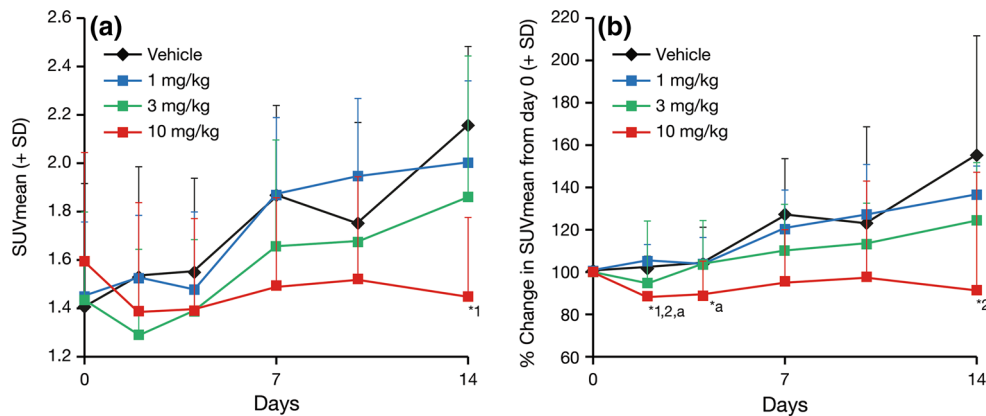 (a)
SUVmean (+ SD)
2.6
2.4
2.2
2.0
1.8
1.6
1.4
1.2
Vehicle
1 mg/kg
3 mg/kg
10 mg/kg
*1
0
7
14
Days
(b)
% Change in SUVmean from day 0 (+ SD)
220
200
180
160
140
120
100
80
60
Vehicle
1 mg/kg
3 mg/kg
10 mg/kg
*1,2,a
*a
*2
0
7
14
Days